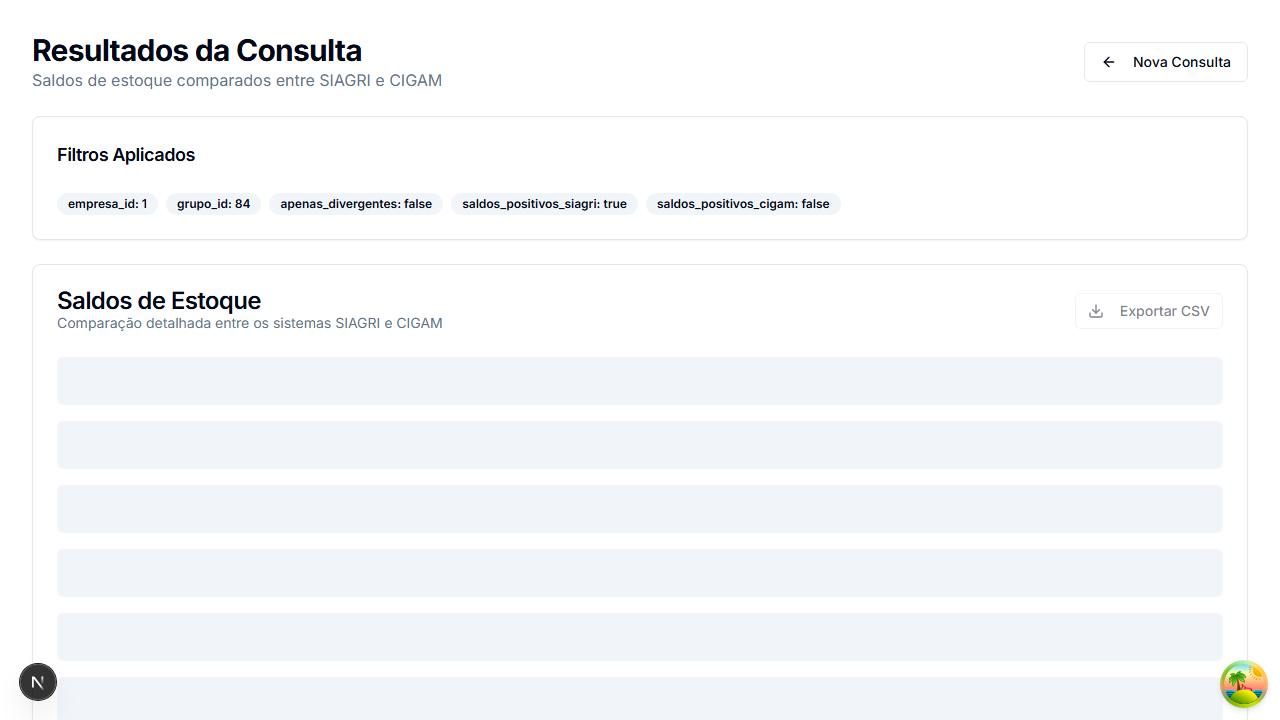 Resultados da Consulta
Saldos de estoque comparados entre SIAGRI e CIGAM
Nova Consulta
Filtros Aplicados
empresa_id: 1 grupo_id: 84 apenas_divergentes: false saldos_positivos_siagri: true saldos_positivos_cigam: false
Saldos de Estoque
Comparação detalhada entre os sistemas SIAGRI e CIGAM
Exportar CSV
N